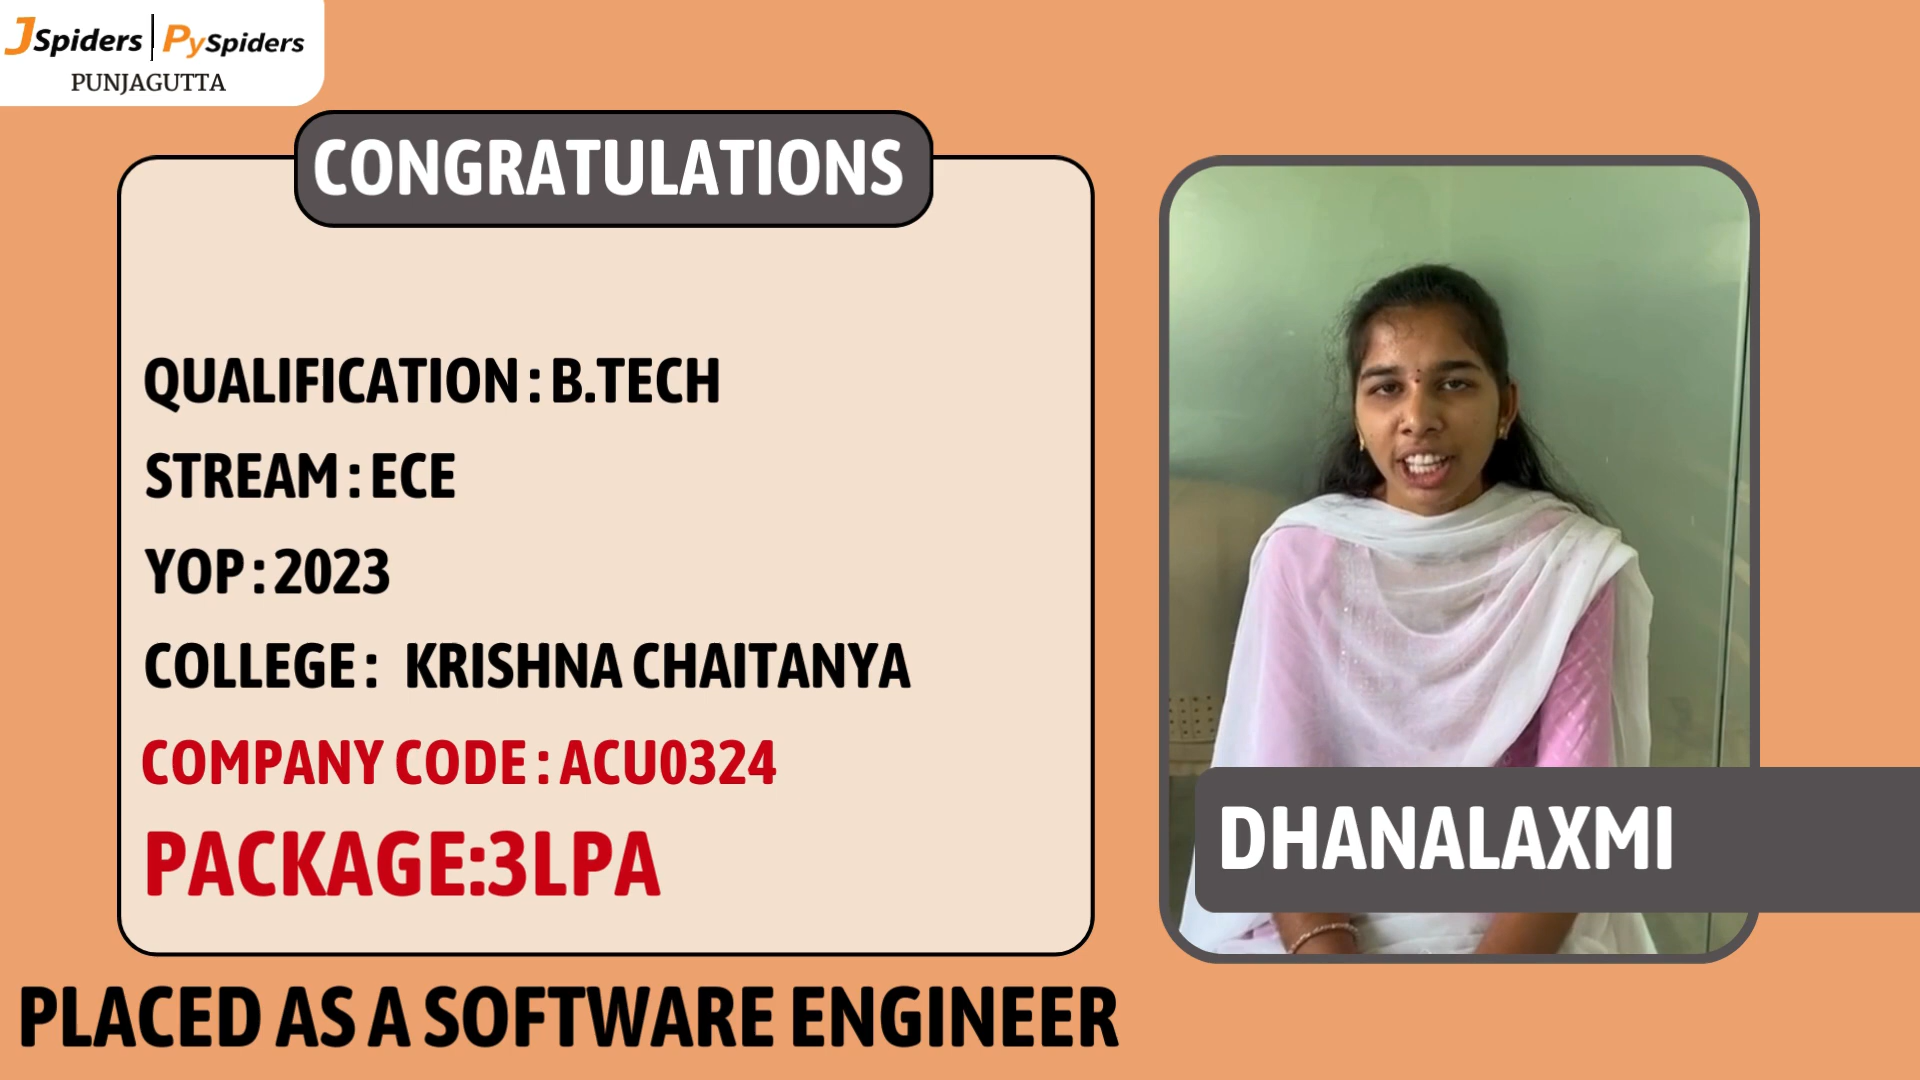 JSpiders | PySpiders
PUNJAGUTTA
CONGRATULATIONS
QUALIFICATION : B.TECH
STREAM : ECE
YOP : 2023
COLLEGE : KRISHNA CHAITANYA
COMPANY CODE : ACU0324
PACKAGE:3LPA
DHANALAXMI
PLACED AS A SOFTWARE ENGINEER